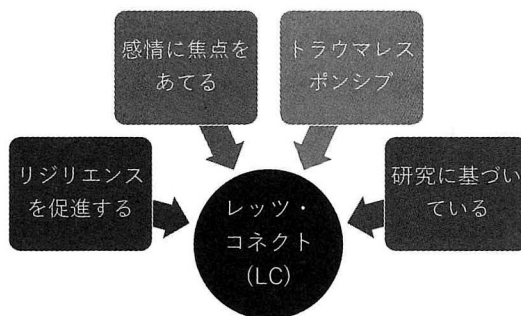 感情に焦点を
あてる
トラウマレス
ポンシブ
リジリエンス
を促進する
研究に基づい
ている
レッツ・
コネクト
(LC)